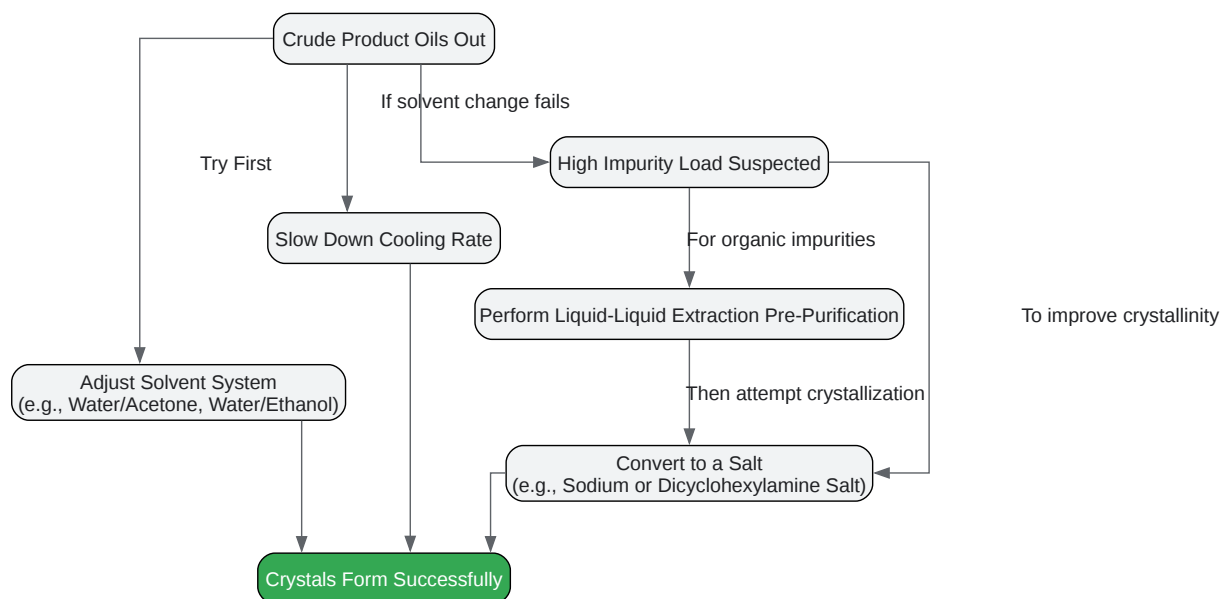 Crude Product Oils Out
If solvent change fails
Try First
High Impurity Load Suspected
Slow Down Cooling Rate
For organic impurities
Perform Liquid-Liquid Extraction Pre-Purification
To improve crystallinity
Adjust Solvent System
(e.g., Water/Acetone, Water/Ethanol)
Then attempt crystallization
Convert to a Salt
(e.g., Sodium or Dicyclohexylamine Salt)
Crystals Form Successfully